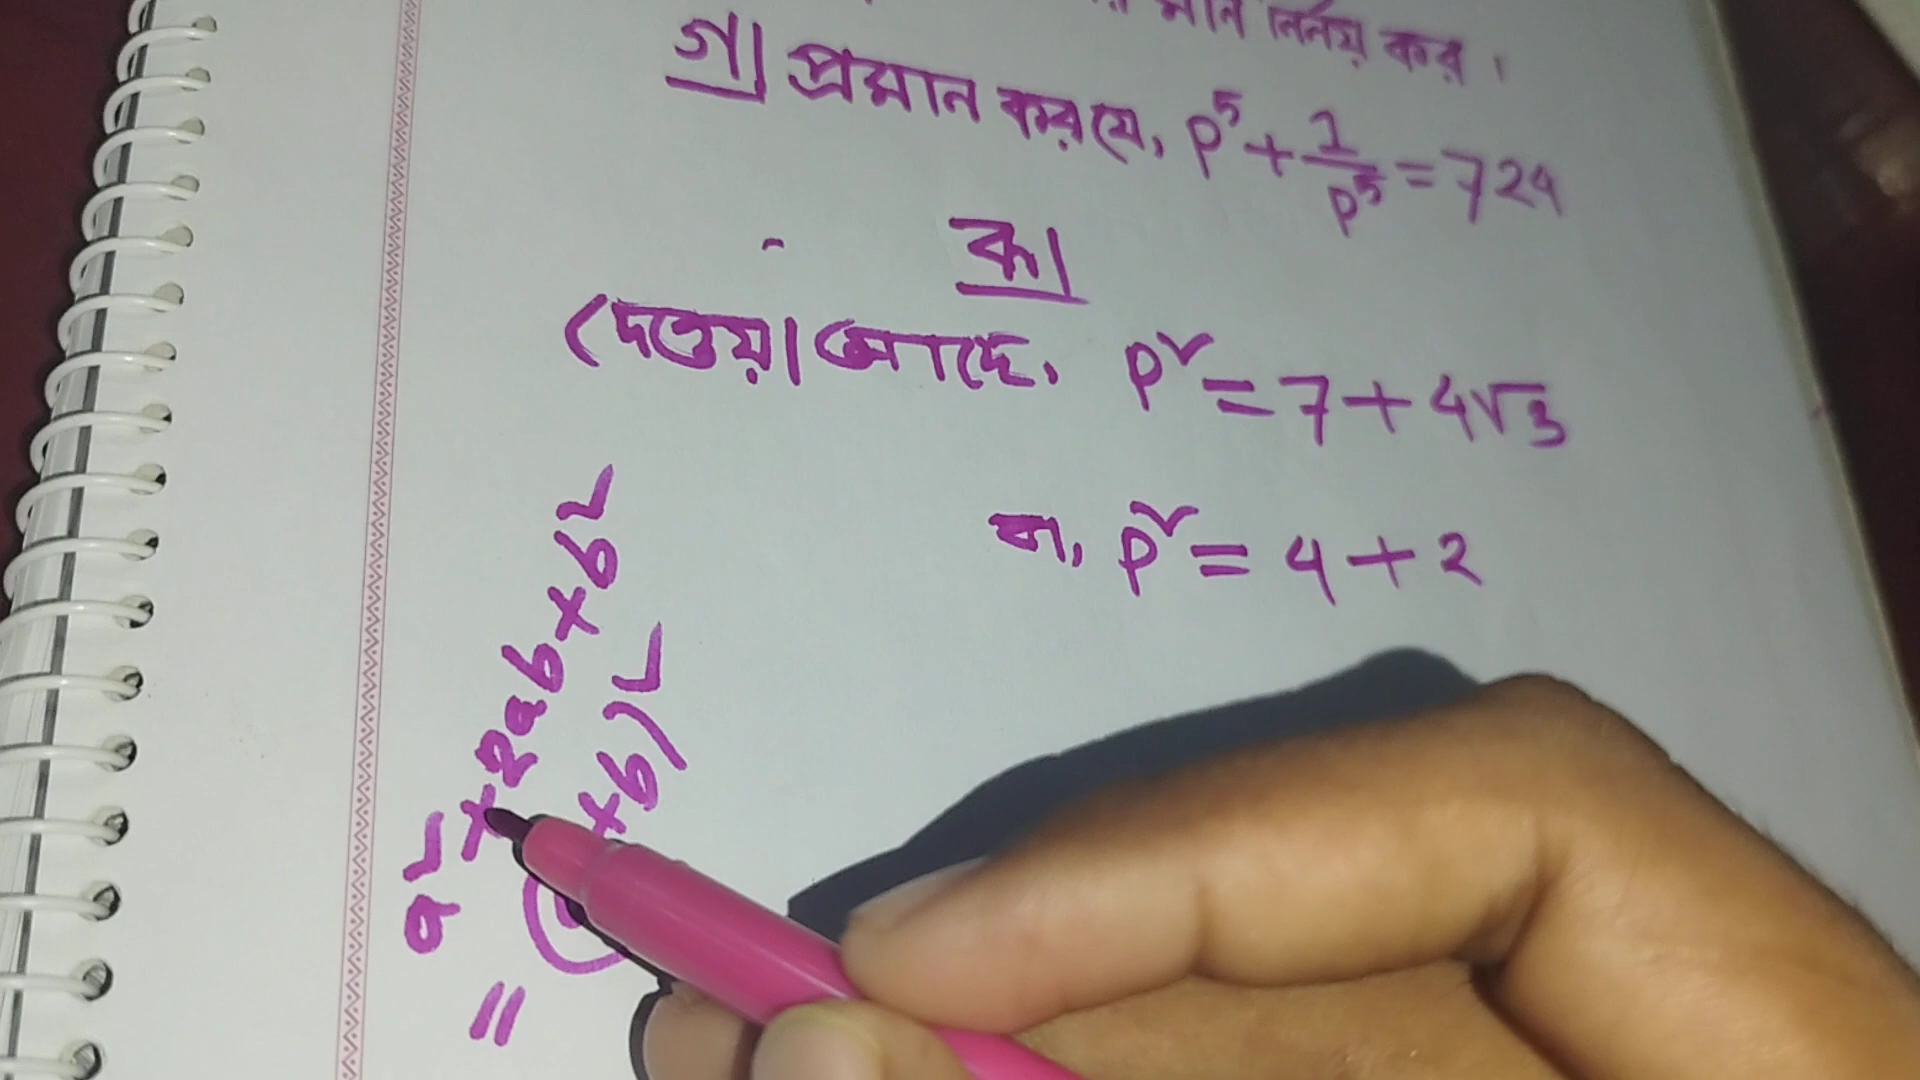 মান নির্নয় কর।
গ। প্রমান কর যে, p⁵ + 1/p⁵ = 724
ক।
দেওয়া আছে, p² = 7 + 4√3
বা, p² = 4 + 2
a² + 2ab + b²
= ( + b)²